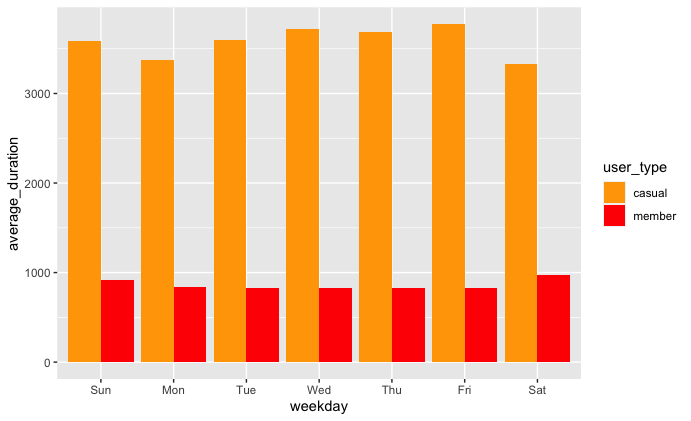 average_duration
3000
2000
1000
0
Sun Mon Tue Wed Thu Fri Sat
weekday
user_type
casual
member